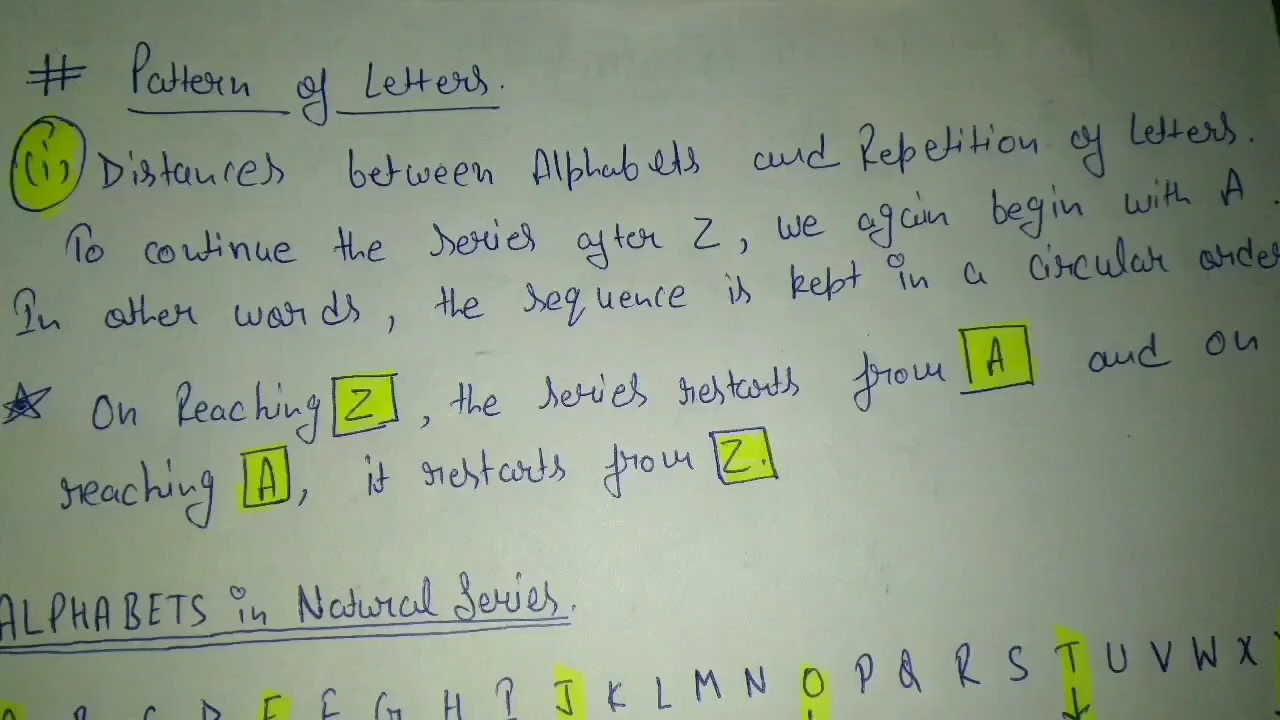 # Pattern of Letters.
(i) Distances between Alphabets and Repetition of Letters.
To continue the series after Z, we again begin with A.
In other words, the sequence is kept in a circular order
☆ On Reaching Z, the series restarts from A and on
reaching A, it restarts from Z.
ALPHABETS in Natural Series.
A B C D E F G H I J K L M N O P Q R S T U V W X